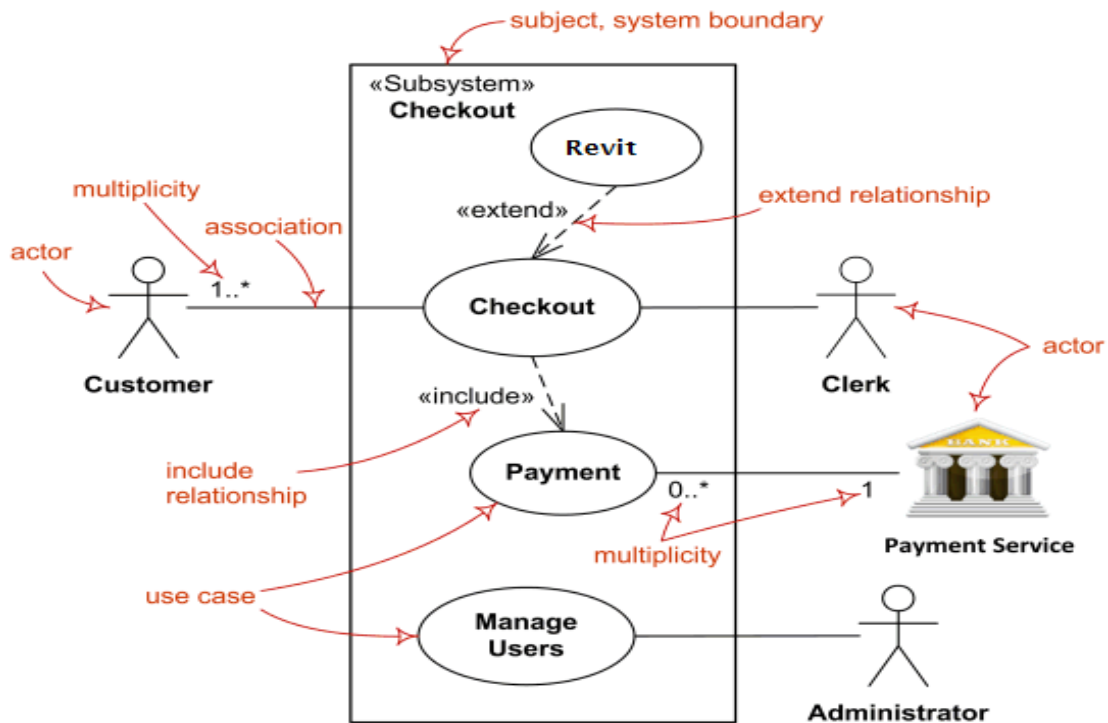 subject, system boundary
«Subsystem»
Checkout
Revit
multiplicity
«extend»
extend relationship
association
actor
1..*
Checkout
Customer
Clerk
actor
«include»
include
relationship
Payment
0..*
1
BANK
multiplicity
Payment Service
use case
Manage
Users
Administrator